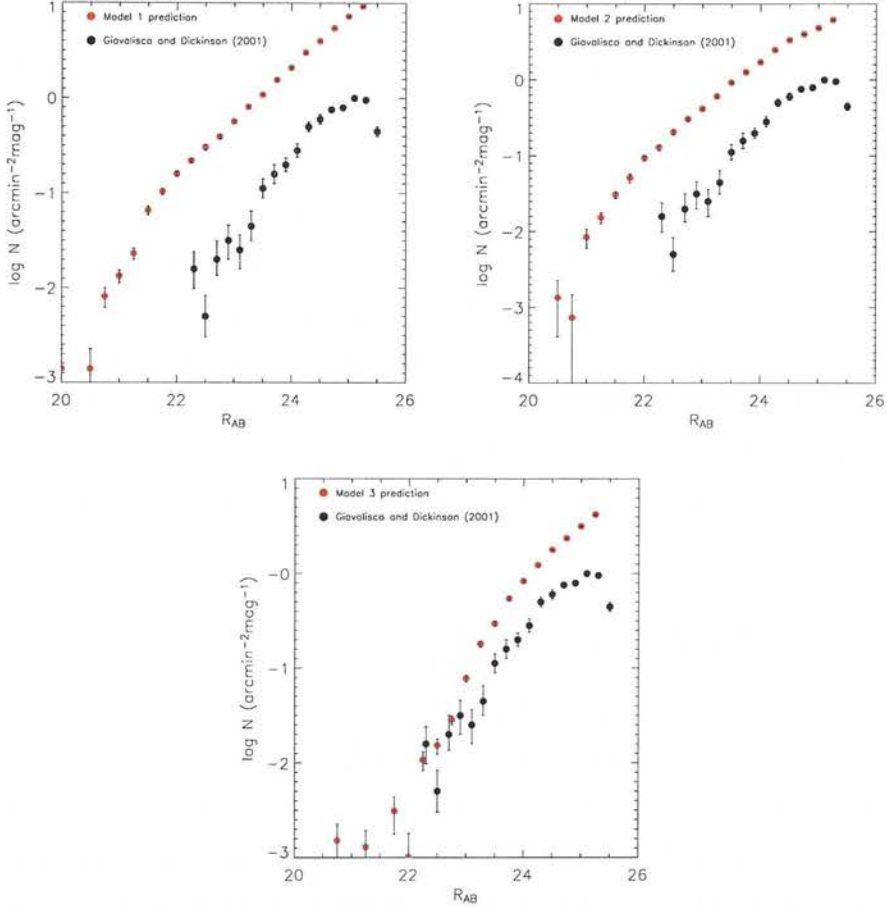 Model 1 prediction
Giavalisco and Dickinson (2001)
1
0
−1
−2
−3
log N (arcmin−2mag−1)
20 22 24 26
RAB
Model 2 prediction
Giavalisco and Dickinson (2001)
1
0
−1
−2
−3
−4
log N (arcmin−2mag−1)
20 22 24 26
RAB
Model 3 prediction
Giavalisco and Dickinson (2001)
1
−0
−1
−2
−3
log N (arcmin−2mag−1)
20 22 24 26
RAB